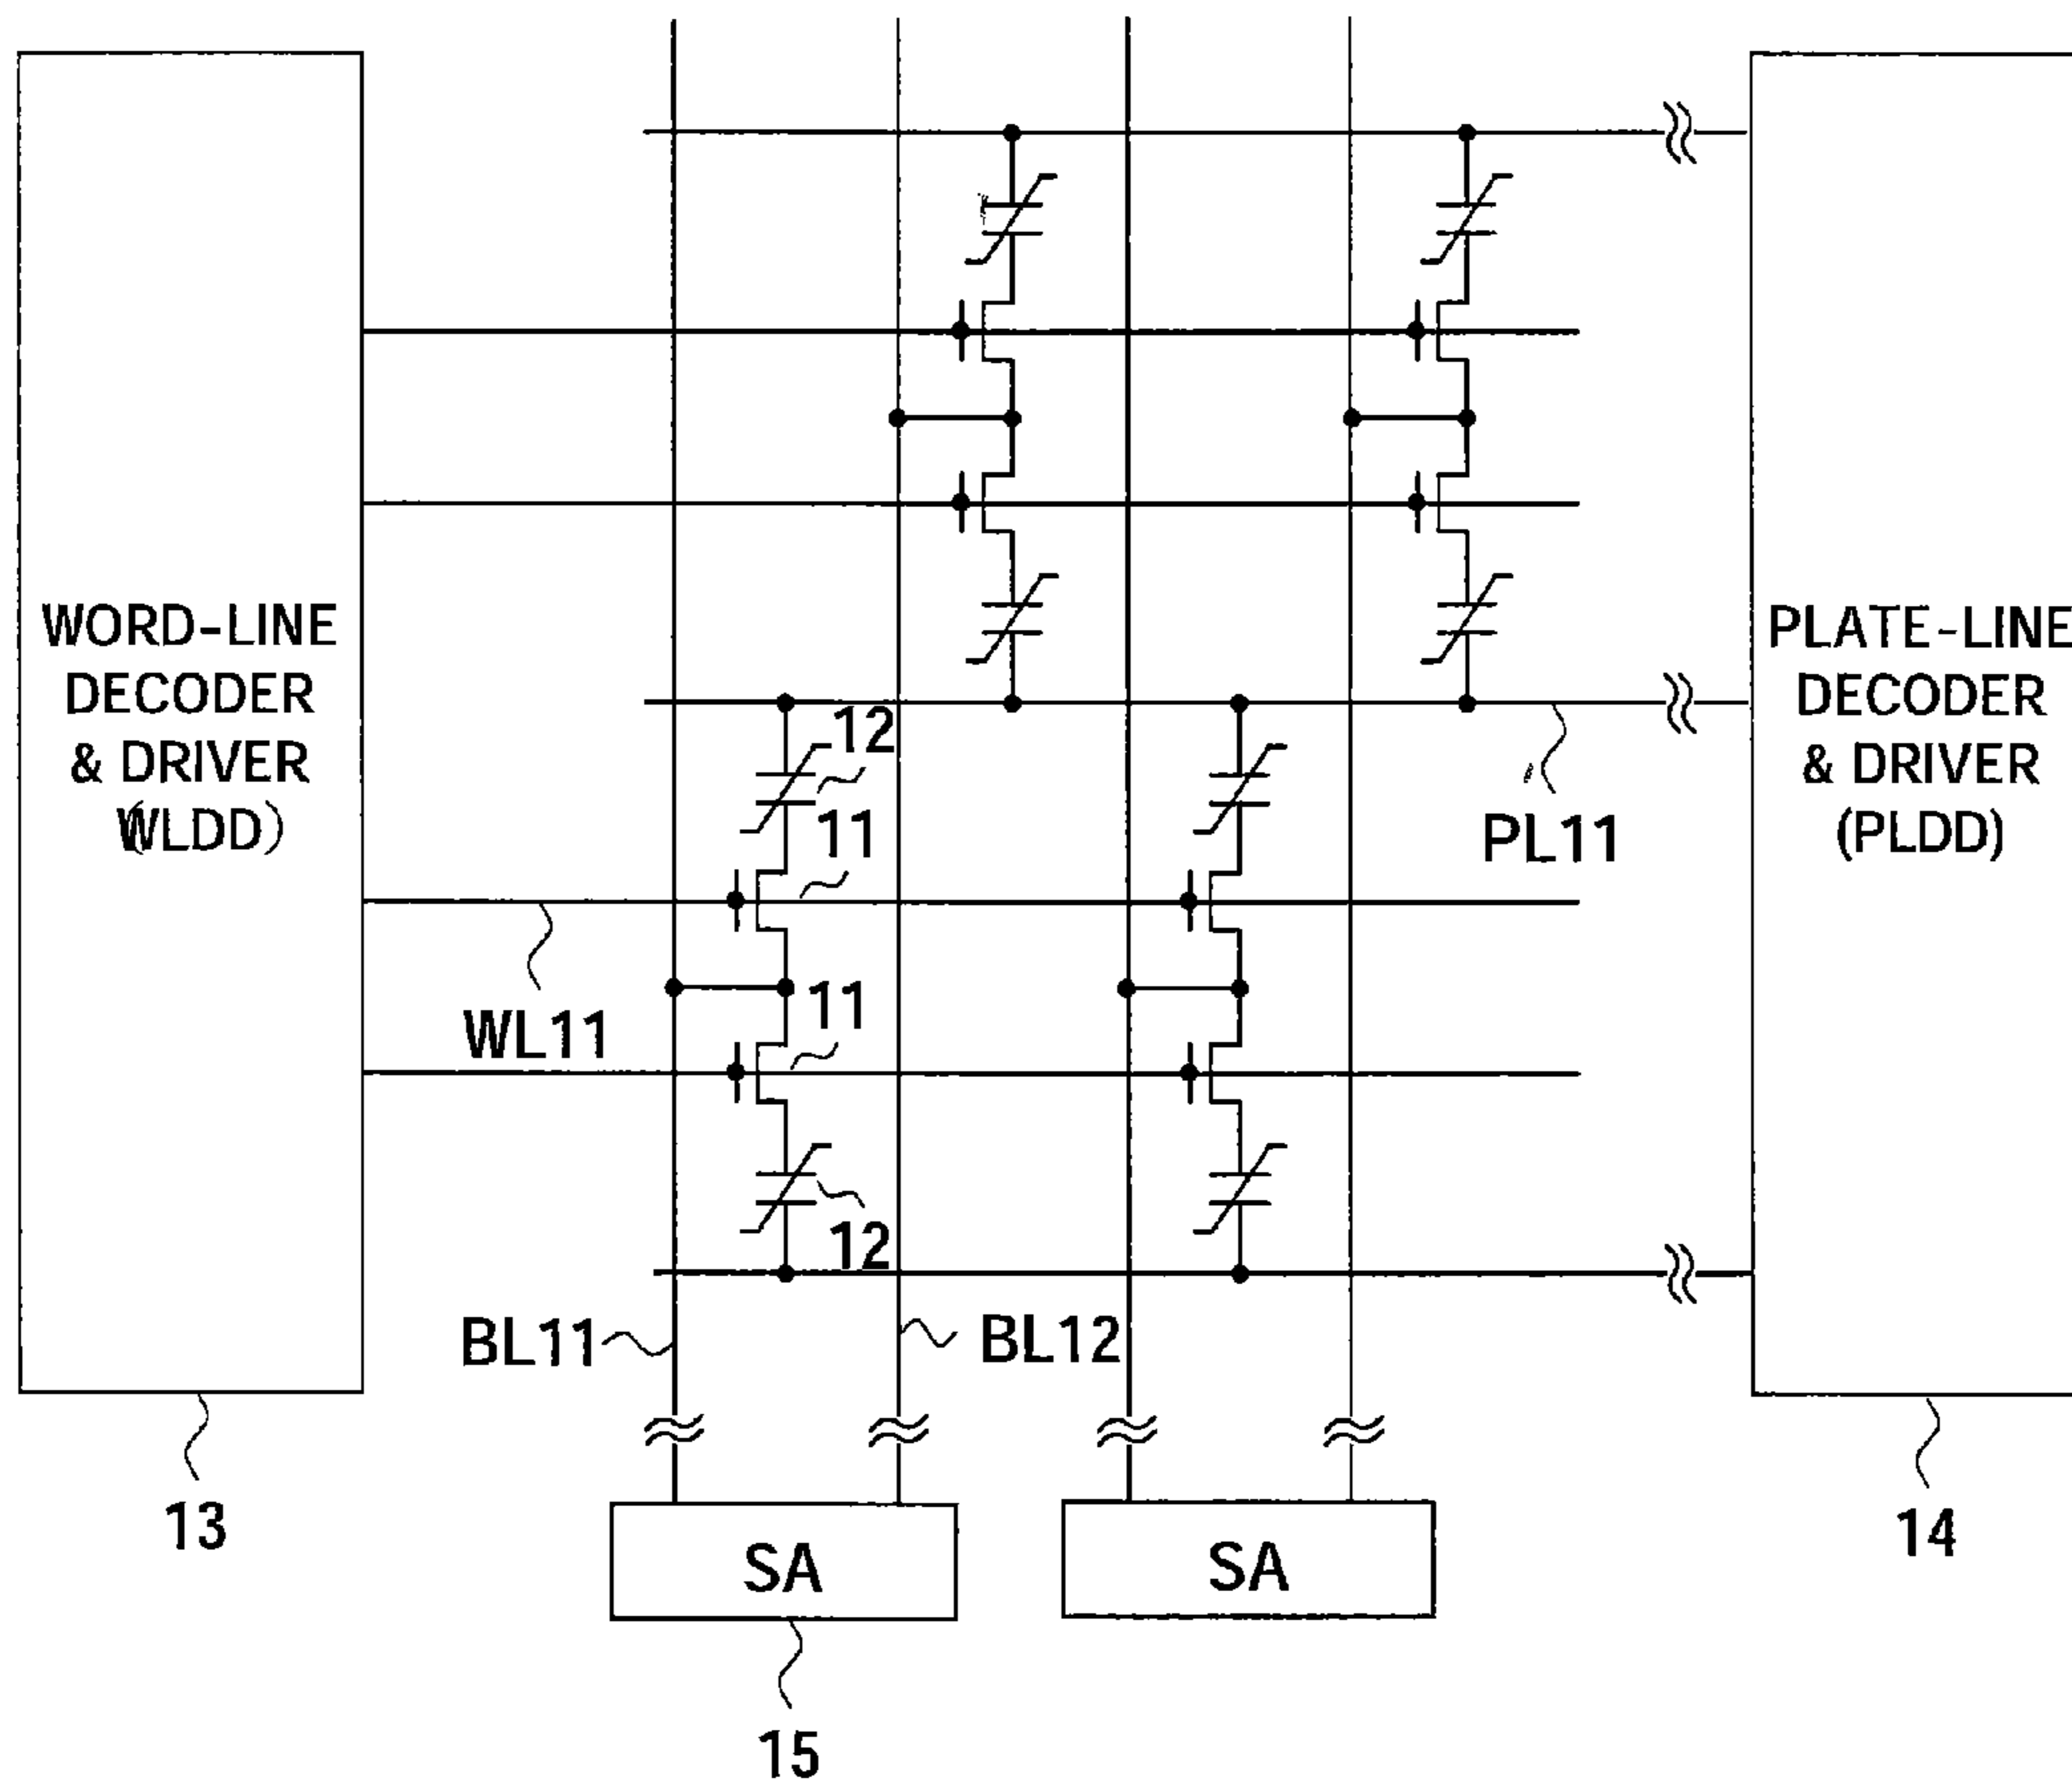 WORD-LINE
DECODER
& DRIVER
(WLDD)
PLATE-LINE
DECODER
& DRIVER
(PLDD)
12
11
PL11
WL11
11
12
BL11
BL12
13
14
SA
SA
15